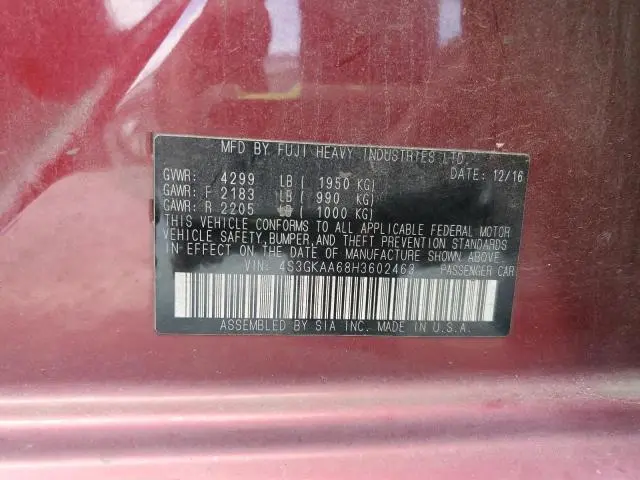 MFD BY FUJI HEAVY INDUSTRIES LTD.
DATE: 12/16
GVWR: 4299 LB ( 1950 KG)
GAWR: F 2183 LB ( 990 KG)
GAWR: R 2205 LB ( 1000 KG)
THIS VEHICLE CONFORMS TO ALL APPLICABLE FEDERAL MOTOR
VEHICLE SAFETY, BUMPER, AND THEFT PREVENTION STANDARDS
IN EFFECT ON THE DATE OF MANUFACTURE SHOWN ABOVE.
VIN: 4S3GKAA68H3602463 PASSENGER CAR
ASSEMBLED BY SIA INC. MADE IN U.S.A.